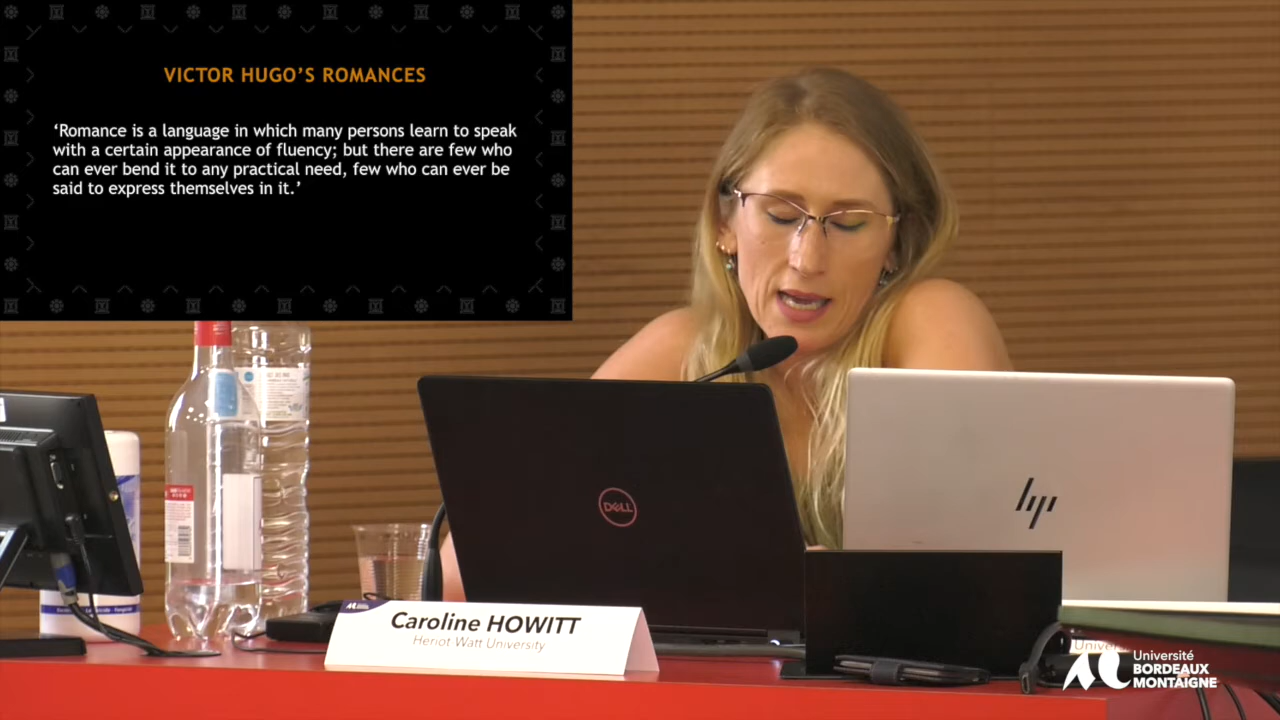 VICTOR HUGO'S ROMANCES
‘Romance is a language in which many persons learn to speak
with a certain appearance of fluency; but there are few who
can ever bend it to any practical need, few who can ever be
said to express themselves in it.’
DELL
hp
Caroline HOWITT
Heriot Watt University
Université
BORDEAUX
MONTAIGNE